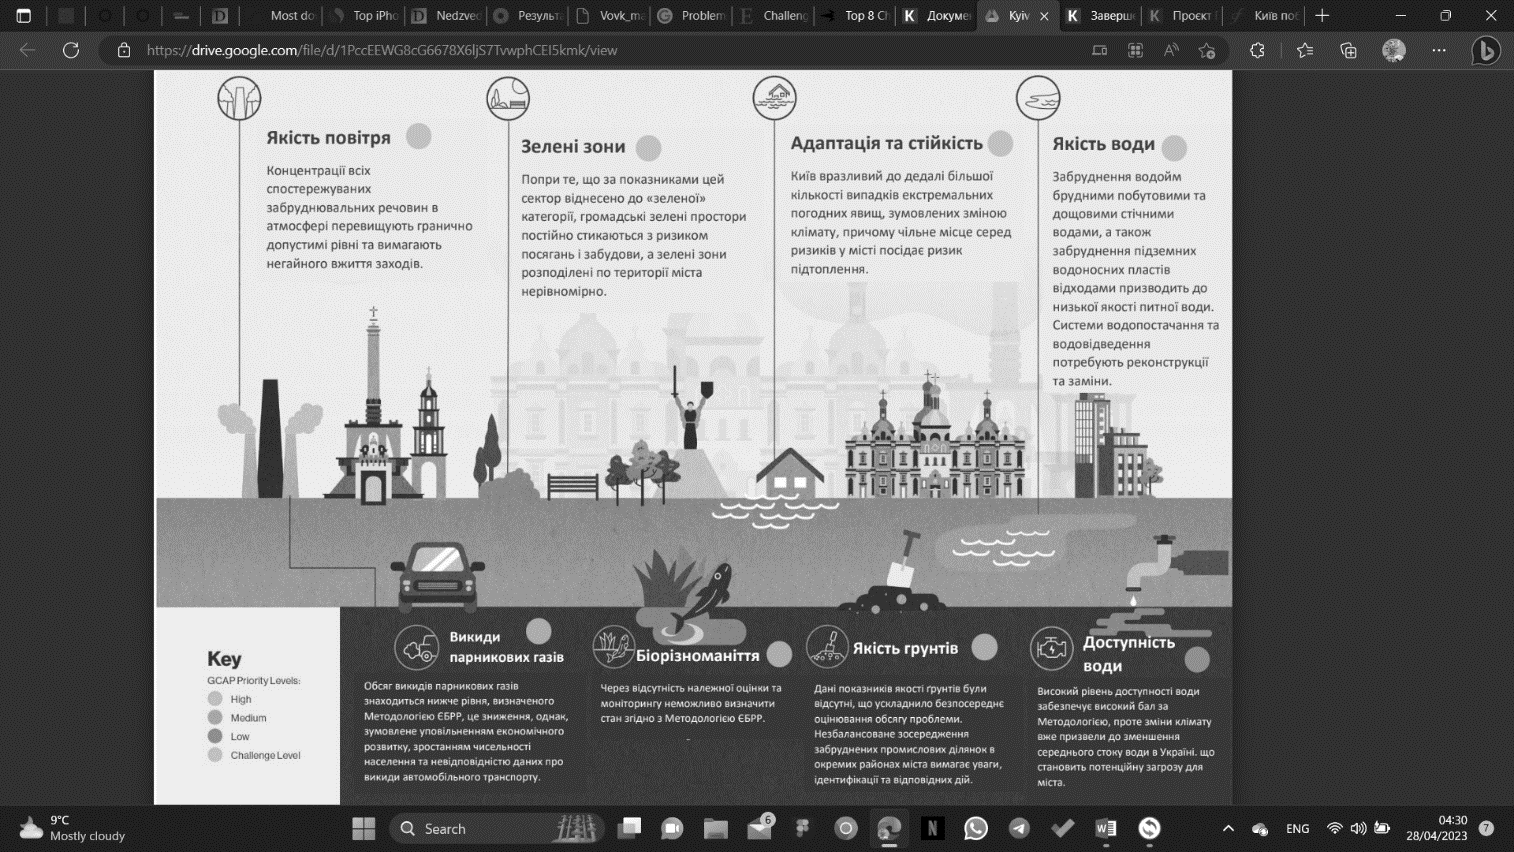 Most do
Top iPho
Nedzved
Результа
Vovk_ma
Problem
Challeng
Top 8 Ch
Докумен
Kyiv
Заверше
Проєкт
Київ по
https://drive.google.com/file/d/1PccEEWG8cG6678X6ljS7TvwphCEI5kmk/view
Якість повітря
Концентрації всіх
спостережуваних
забруднювальних речовин в
атмосфері перевищують гранично
допустимі рівні та вимагають
негайного вжиття заходів.
Зелені зони
Попри те, що за показниками цей
сектор віднесено до «зеленої»
категорії, громадські зелені простори
постійно стикаються з ризиком
посягань і забудови, а зелені зони
розподілені по території міста
нерівномірно.
Адаптація та стійкість
Київ вразливий до дедалі більшої
кількості випадків екстремальних
погодних явищ, зумовлених зміною
клімату, причому чільне місце серед
ризиків у місті посідає ризик
підтоплення.
Якість води
Забруднення водойм
брудними побутовими та
дощовими стічними
водами, а також
забруднення підземних
водоносних пластів
відходами призводить до
низької якості питної води.
Системи водопостачання та
водовідведення
потребують реконструкції
та заміни.
Key
GCAP Priority Levels:
High
Medium
Low
Challenge Level
Викиди
парникових газів
Обсяг викидів парникових газів
знаходиться нижче рівня, визначеного
Методологією ЄБРР, це зниження, однак,
зумовлене уповільненням економічного
розвитку, зростанням чисельності
населення та невідповідністю даних про
викиди автомобільного транспорту.
Біорізноманіття
Через відсутність належної оцінки та
моніторингу неможливо визначити
стан згідно з Методологією ЄБРР.
Якість грунтів
Дані показників якості ґрунтів були
відсутні, що ускладнило безпосереднє
оцінювання обсягу проблеми.
Незбалансоване зосередження
забруднених промислових ділянок в
окремих районах міста вимагає уваги,
ідентифікації та відповідних дій.
Доступність
води
Високий рівень доступності води
забезпечує високий бал за
Методологією, проте зміни клімату
вже призвели до зменшення
середнього стоку води в Україні. що
становить потенційну загрозу для
міста.
9°C
Mostly cloudy
Search
6
ENG
04:30
28/04/2023
7